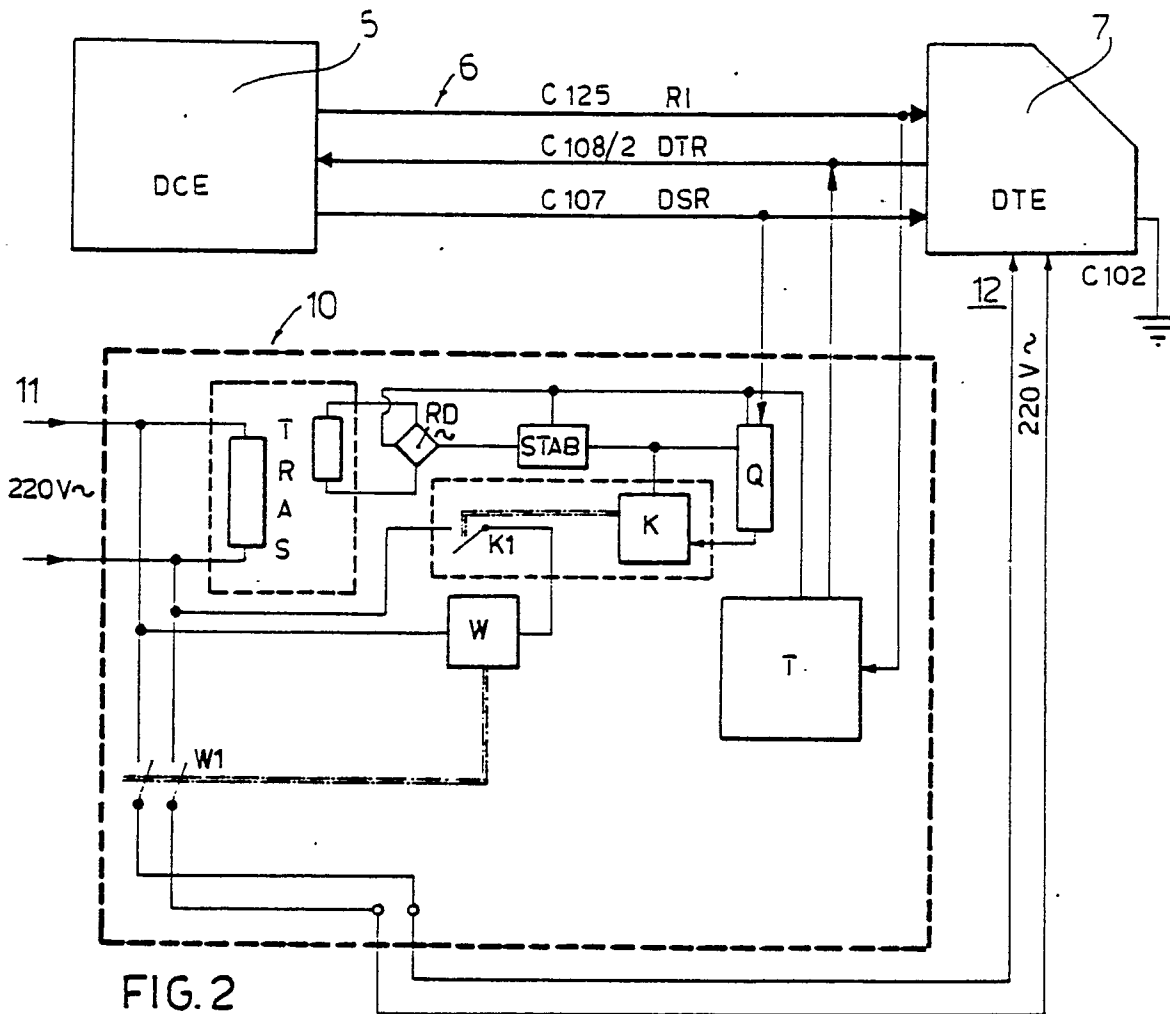 5
7
6
C 125 RI
C 108/2 DTR
C 107 DSR
DCE
DTE
C 102
12
220 V ~
10
11
220 V ~
T
R
A
S
RD
~
STAB
Q
K
K1
W
T
W1
FIG. 2